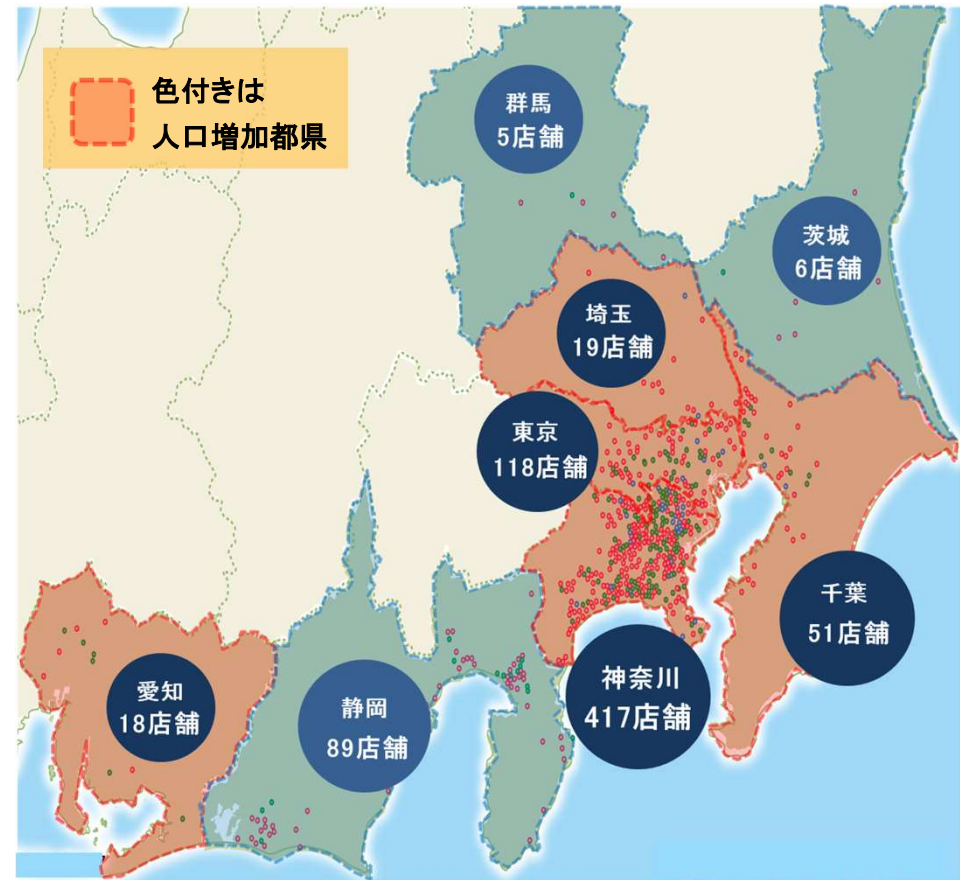 色付きは
人口増加都県
群馬
5店舗
茨城
6店舗
埼玉
19店舗
東京
118店舗
千葉
51店舗
神奈川
417店舗
愛知
18店舗
静岡
89店舗